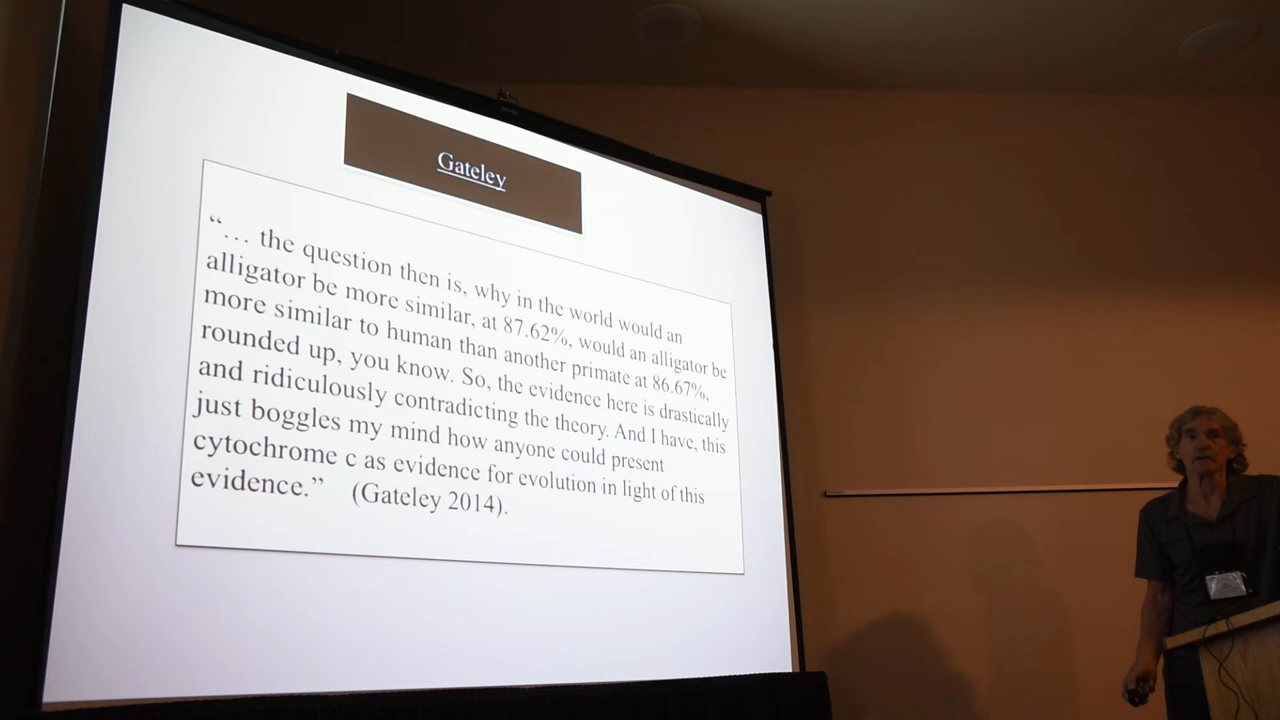 Gateley
“… the question then is, why in the world would an
alligator be more similar, at 87.62%, would an alligator be
more similar to human than another primate at 86.67%,
rounded up, you know. So, the evidence here is drastically
and ridiculously contradicting the theory. And I have, this
just boggles my mind how anyone could present
cytochrome c as evidence for evolution in light of this
evidence.” (Gateley 2014).